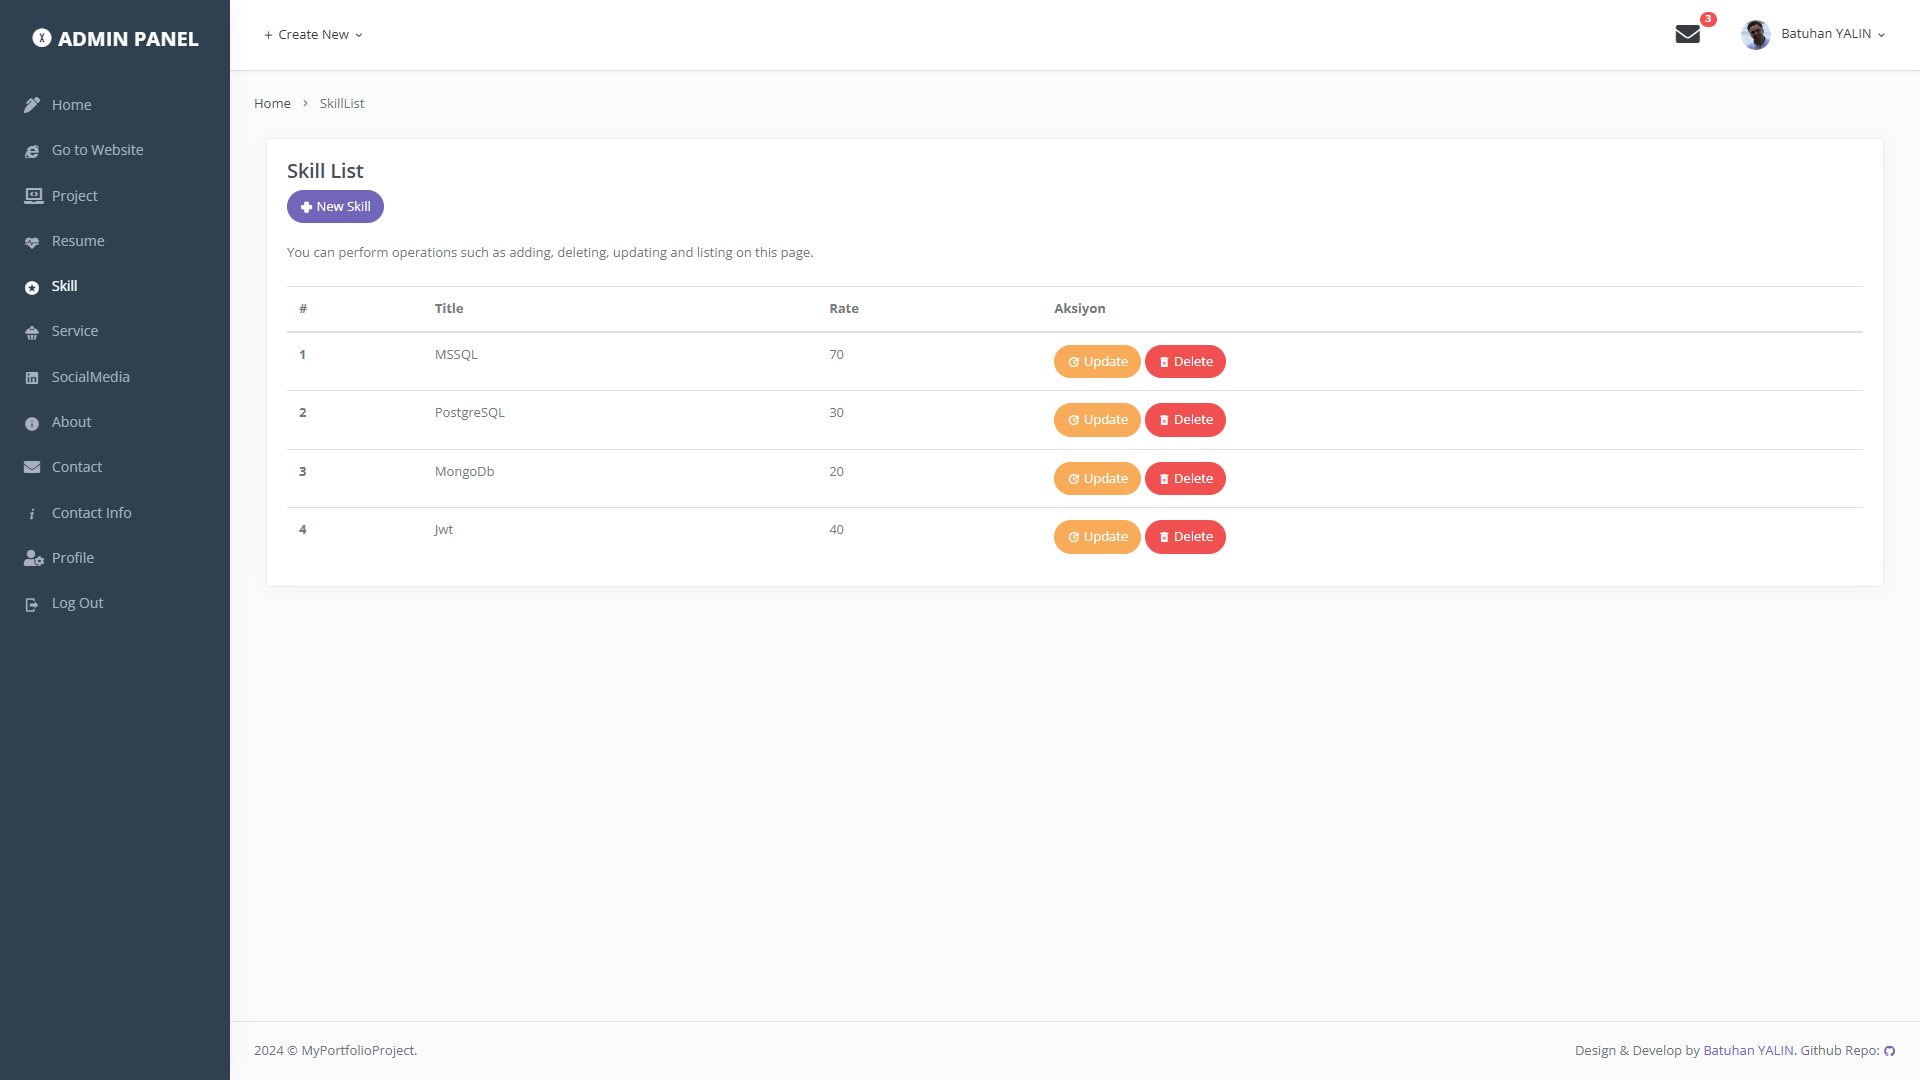 ADMIN PANEL
Home
Go to Website
Project
Resume
Skill
Service
SocialMedia
About
Contact
Contact Info
Profile
Log Out
+ Create New
3
Batuhan YALIN
Home > SkillList
Skill List
New Skill
You can perform operations such as adding, deleting, updating and listing on this page.
# Title Rate Aksiyon
1 MSSQL 70 Update Delete
2 PostgreSQL 30 Update Delete
3 MongoDb 20 Update Delete
4 Jwt 40 Update Delete
2024 © MyPortfolioProject.
Design & Develop by Batuhan YALIN. Github Repo: